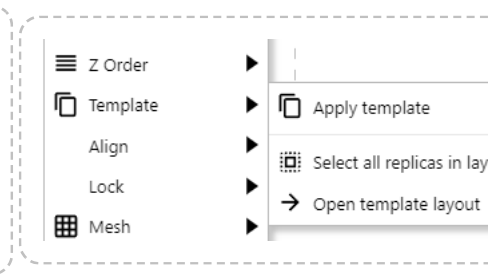 Z Order
Template
Align
Lock
Mesh
Apply template
Select all replicas in lay
Open template layout